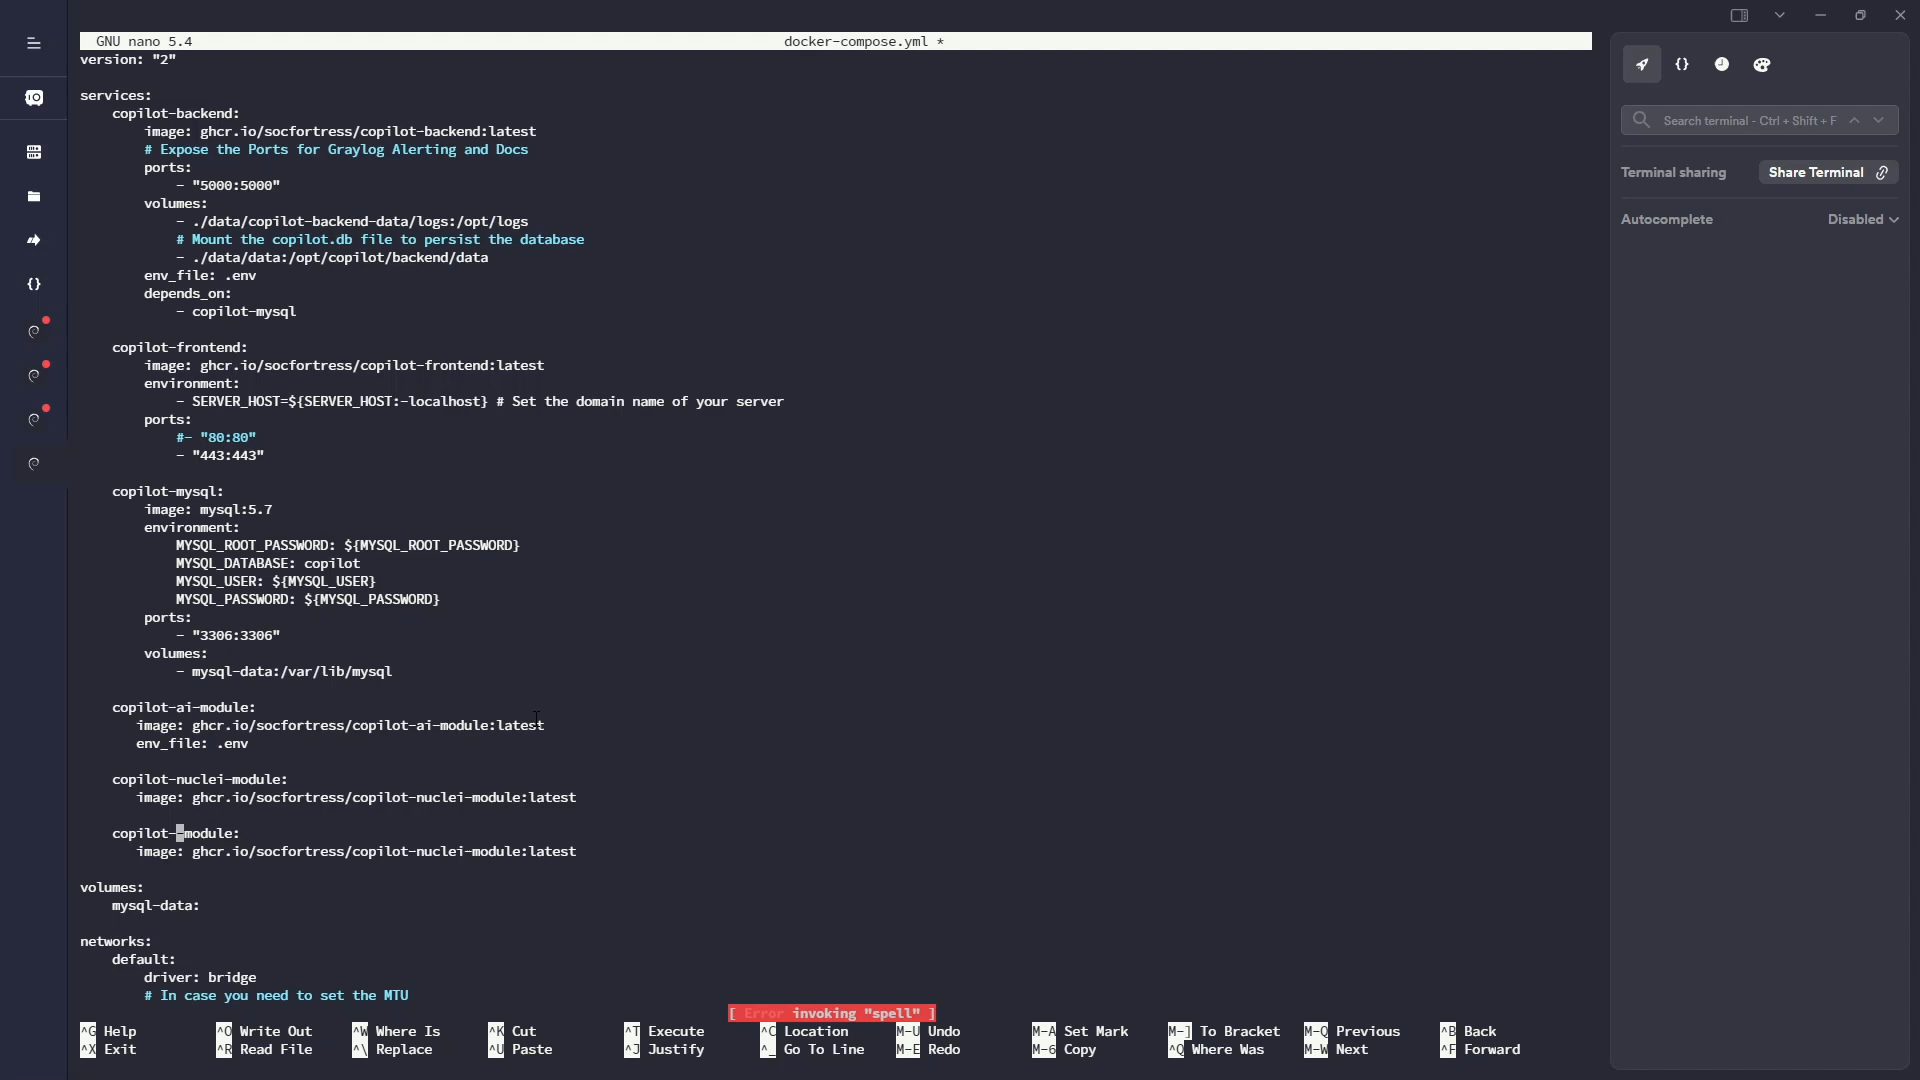 GNU nano 5.4 docker-compose.yml *
version: "2"
services:
copilot-backend:
image: ghcr.io/socfortress/copilot-backend:latest
# Expose the Ports for Graylog Alerting and Docs
ports:
- "5000:5000"
volumes:
- ./data/copilot-backend-data/logs:/opt/logs
# Mount the copilot.db file to persist the database
- ./data/data:/opt/copilot/backend/data
env_file: .env
depends_on:
- copilot-mysql
copilot-frontend:
image: ghcr.io/socfortress/copilot-frontend:latest
environment:
- SERVER_HOST=${SERVER_HOST:-localhost} # Set the domain name of your server
ports:
#- "80:80"
- "443:443"
copilot-mysql:
image: mysql:5.7
environment:
MYSQL_ROOT_PASSWORD: ${MYSQL_ROOT_PASSWORD}
MYSQL_DATABASE: copilot
MYSQL_USER: ${MYSQL_USER}
MYSQL_PASSWORD: ${MYSQL_PASSWORD}
ports:
- "3306:3306"
volumes:
- mysql-data:/var/lib/mysql
copilot-ai-module:
image: ghcr.io/socfortress/copilot-ai-module:latest
env_file: .env
copilot-nuclei-module:
image: ghcr.io/socfortress/copilot-nuclei-module:latest
copilot--module:
image: ghcr.io/socfortress/copilot-nuclei-module:latest
volumes:
mysql-data:
networks:
default:
driver: bridge
# In case you need to set the MTU
[ Error invoking "spell" ]
^G Help ^O Write Out ^W Where Is ^K Cut ^T Execute ^C Location M-U Undo M-A Set Mark M-] To Bracket M-Q Previous ^B Back
^X Exit ^R Read File ^\ Replace ^U Paste ^J Justify ^_ Go To Line M-E Redo M-6 Copy ^Q Where Was M-W Next ^F Forward
Search terminal - Ctrl + Shift + F
Terminal sharing Share Terminal
Autocomplete Disabled